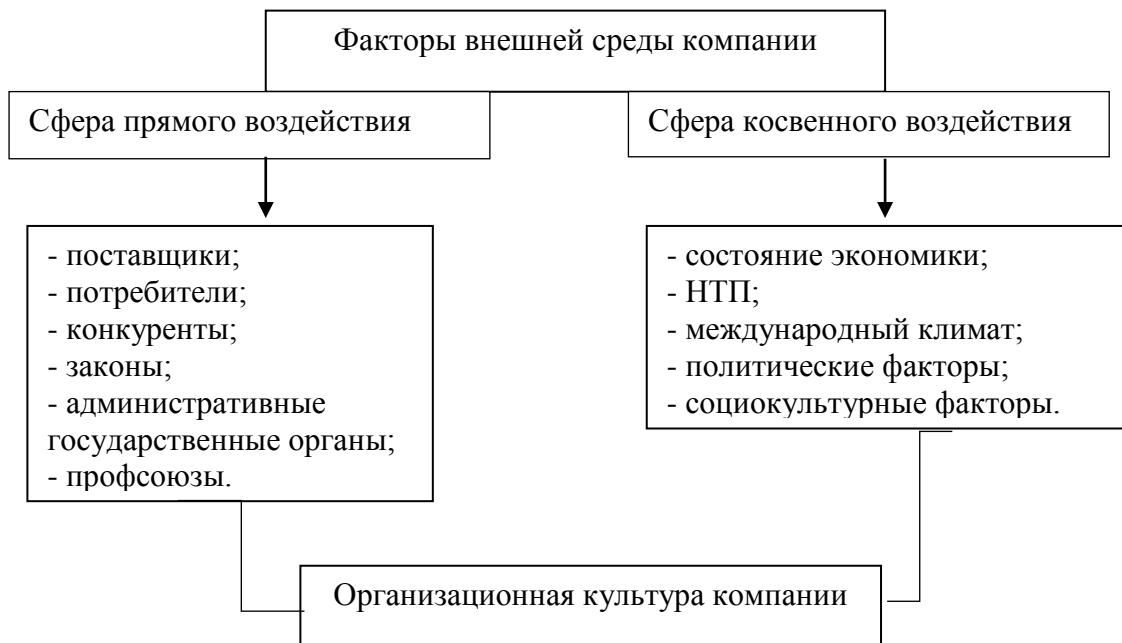 Факторы внешней среды компании
Сфера прямого воздействия
Сфера косвенного воздействия
- поставщики;
- потребители;
- конкуренты;
- законы;
- административные
государственные органы;
- профсоюзы.
- состояние экономики;
- НТП;
- международный климат;
- политические факторы;
- социокультурные факторы.
Организационная культура компании